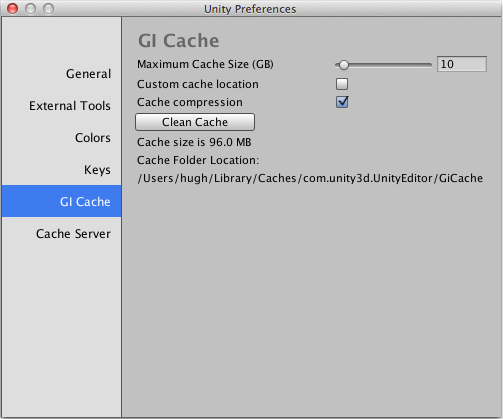 Unity Preferences
General
External Tools
Colors
Keys
GI Cache
Cache Server
GI Cache
Maximum Cache Size (GB) 10
Custom cache location
Cache compression
Clean Cache
Cache size is 96.0 MB
Cache Folder Location:
/Users/hugh/Library/Caches/com.unity3d.UnityEditor/GiCache